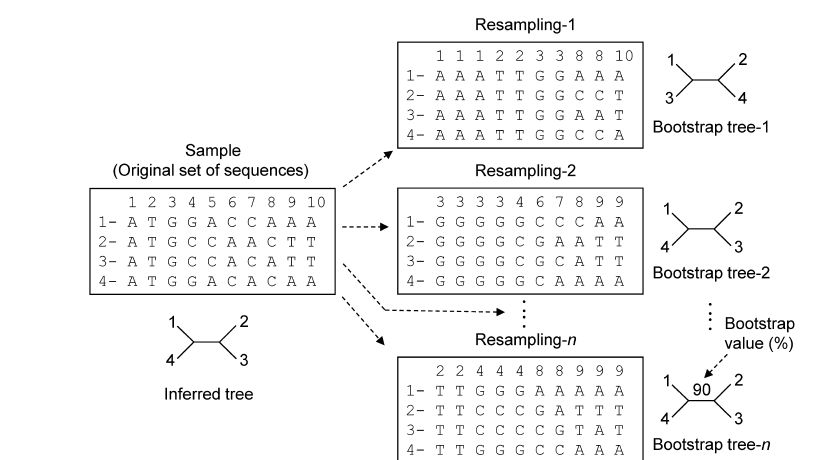 Resampling-1
1 1 1 2 2 3 3 8 8 10
1- A A A T T G G A A A
2- A A A T T G G C C T
3- A A A T T G G A A T
4- A A A T T G G C C A
1 2
3 4
Bootstrap tree-1
Sample
(Original set of sequences)
1 2 3 4 5 6 7 8 9 10
1- A T G G A C C A A A
2- A T G C C A A C T T
3- A T G C C A C A T T
4- A T G G A C A C A A
1 2
4 3
Inferred tree
Resampling-2
3 3 3 3 4 6 7 8 9 9
1- G G G G G C C C A A
2- G G G G C G A A T T
3- G G G G C G C A T T
4- G G G G G C A A A A
1 2
4 3
Bootstrap tree-2
Bootstrap
value (%)
Resampling-n
2 2 4 4 4 8 8 9 9 9
1- T T G G G A A A A A
2- T T C C C G A T T T
3- T T C C C C G T A T
4- T T G G G C C A A A
1 90 2
4 3
Bootstrap tree-n